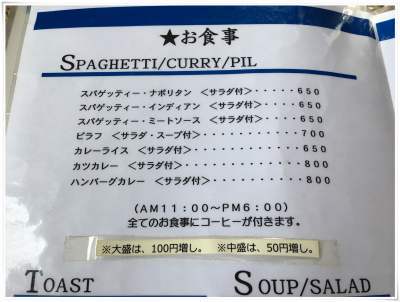 ★お食事
SPAGHETTI/CURRY/PIL
スパゲッティー・ナポリタン <サラダ付>・・・・・650
スパゲッティー・インディアン <サラダ付>・・・・650
スパゲッティー・ミートソース <サラダ付>・・・・650
ピラフ <サラダ・スープ付>・・・・・・・・・・700
カレーライス <サラダ付>・・・・・・・・・・・650
カツカレー <サラダ付>・・・・・・・・・・・・800
ハンバーグカレー <サラダ付>・・・・・・・・・800
(AM11:00~PM6:00)
全てのお食事にコーヒーが付きます。
※大盛は、100円増し。 ※中盛は、50円増し。
TOAST SOUP/SALAD